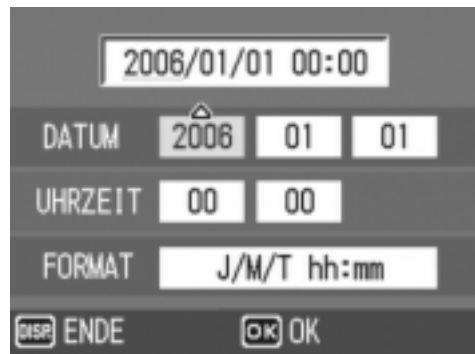 2006/01/01 00:00
DATUM 2006 01 01
UHRZEIT 00 00
FORMAT J/M/T hh:mm
DISP. ENDE OK OK